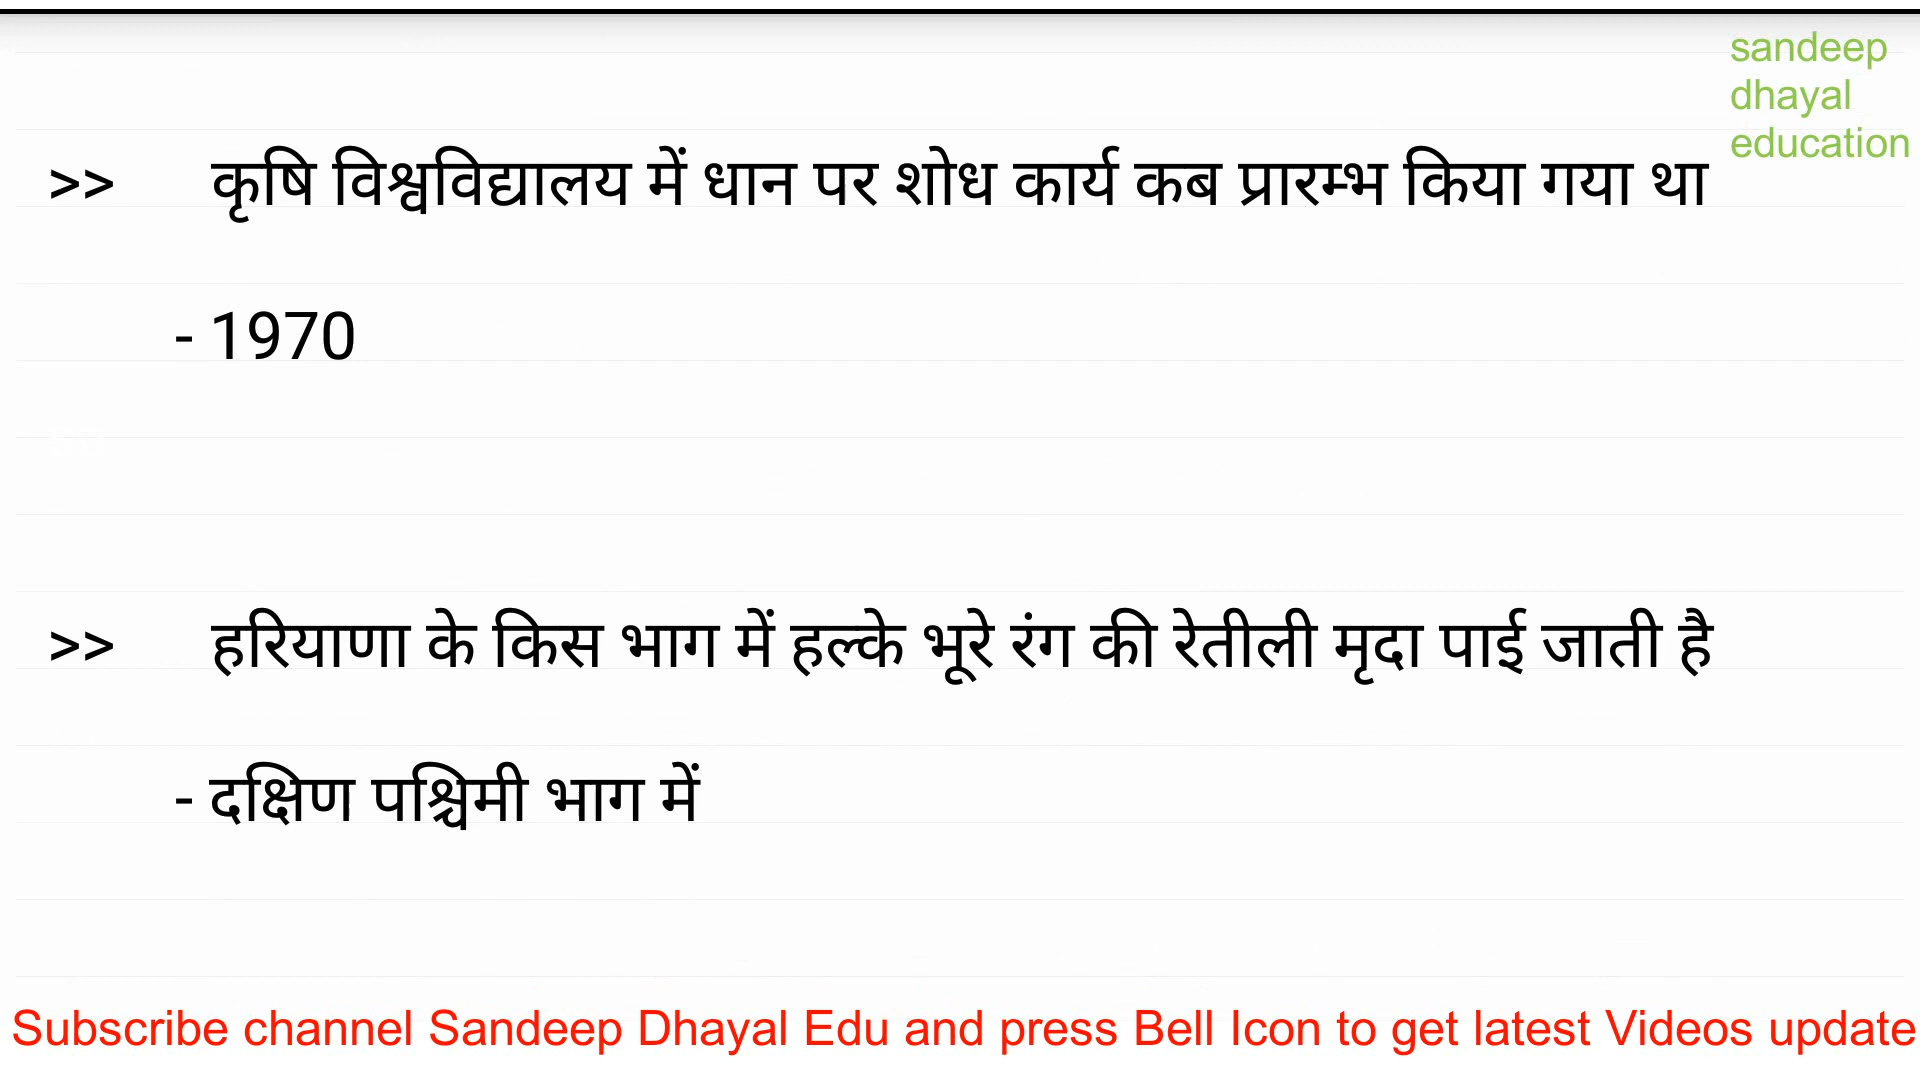 sandeep
dhayal
education
>> कृषि विश्वविद्यालय में धान पर शोध कार्य कब प्रारम्भ किया गया था
- 1970
>> हरियाणा के किस भाग में हल्के भूरे रंग की रेतीली मृदा पाई जाती है
- दक्षिण पश्चिमी भाग में
Subscribe channel Sandeep Dhayal Edu and press Bell Icon to get latest Videos update